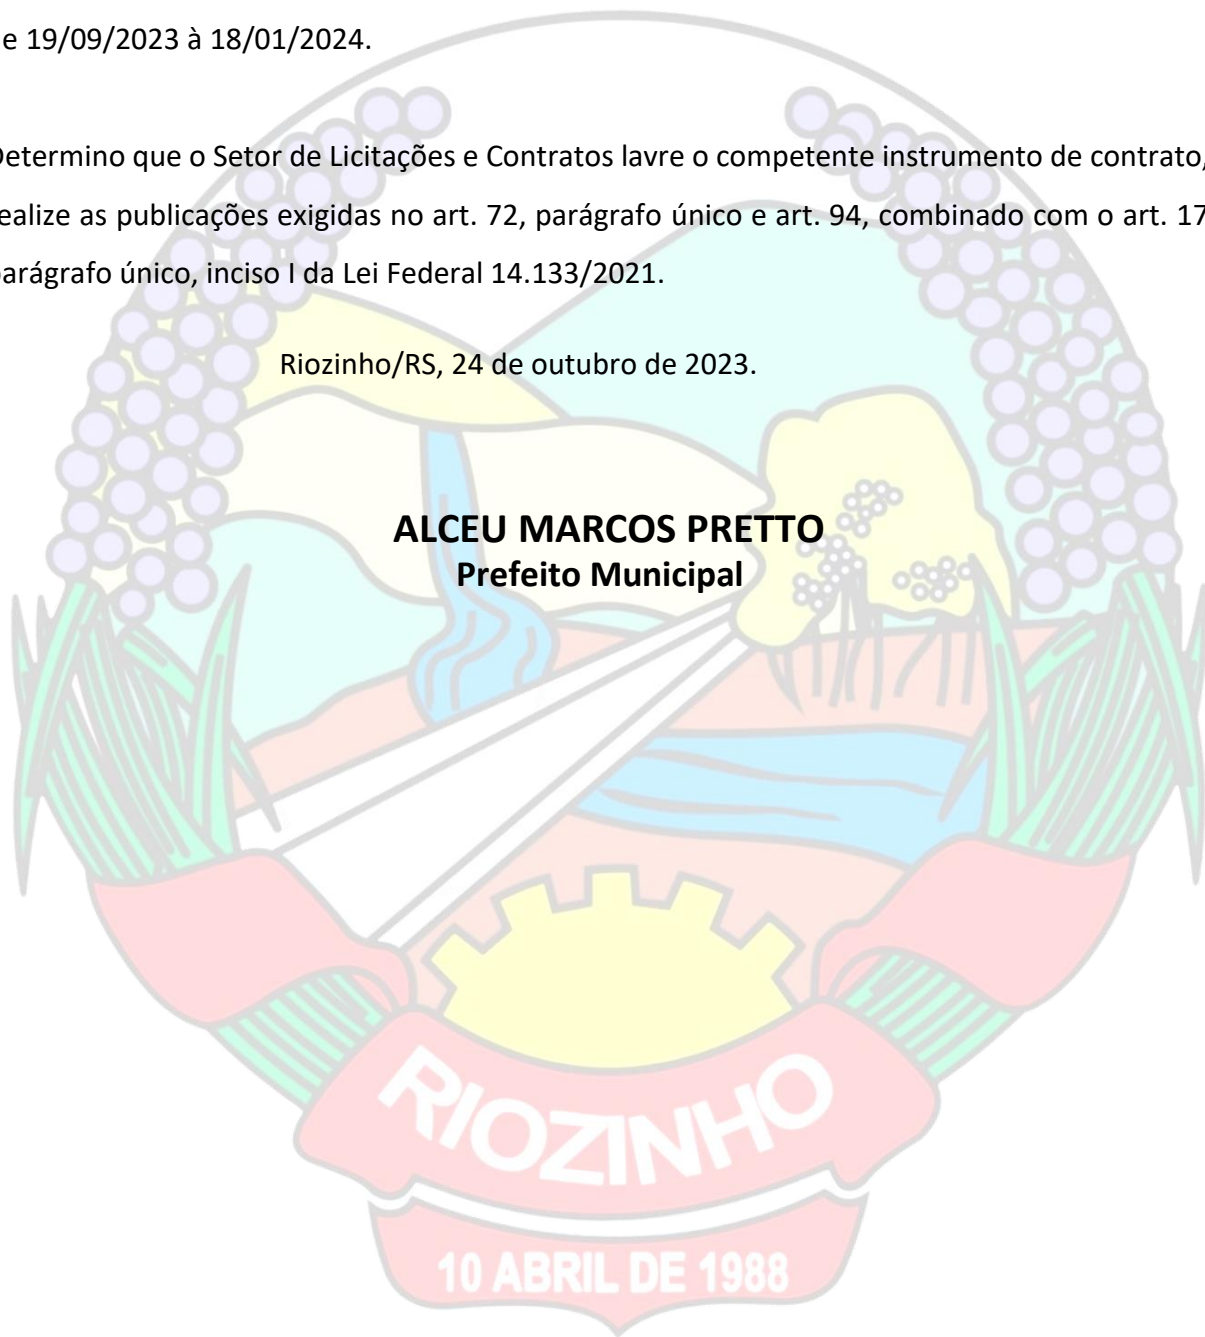 e 19/09/2023 à 18/01/2024.
Determino que o Setor de Licitações e Contratos lavre o competente instrumento de contrato,
ealize as publicações exigidas no art. 72, parágrafo único e art. 94, combinado com o art. 17
parágrafo único, inciso I da Lei Federal 14.133/2021.
Riozinho/RS, 24 de outubro de 2023.
ALCEU MARCOS PRETTO
Prefeito Municipal
RIOZINHO
10 ABRIL DE 1988